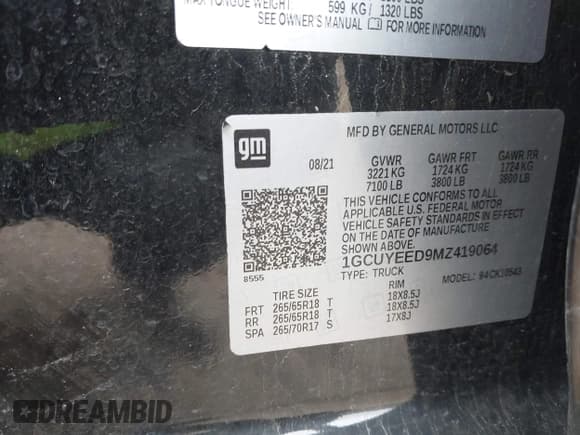 599 KG / 1320 LBS
SEE OWNER'S MANUAL FOR MORE INFORMATION
gm
MFD BY GENERAL MOTORS LLC
08/21 GVWR GAWR FRT GAWR RR
3221 KG 1724 KG 1724 KG
7100 LB 3800 LB 3800 LB
THIS VEHICLE CONFORMS TO ALL
APPLICABLE U.S. FEDERAL MOTOR
VEHICLE SAFETY STANDARDS IN EFFECT
ON THE DATE OF MANUFACTURE
SHOWN ABOVE.
1GCUYEED9MZ419064
8555
TYPE: TRUCK MODEL: 94CK10543
TIRE SIZE RIM
FRT 265/65R18 T 18X8.5J
RR 265/65R18 T 18X8.5J
SPA 265/70R17 S 17X8J
DREAMBID